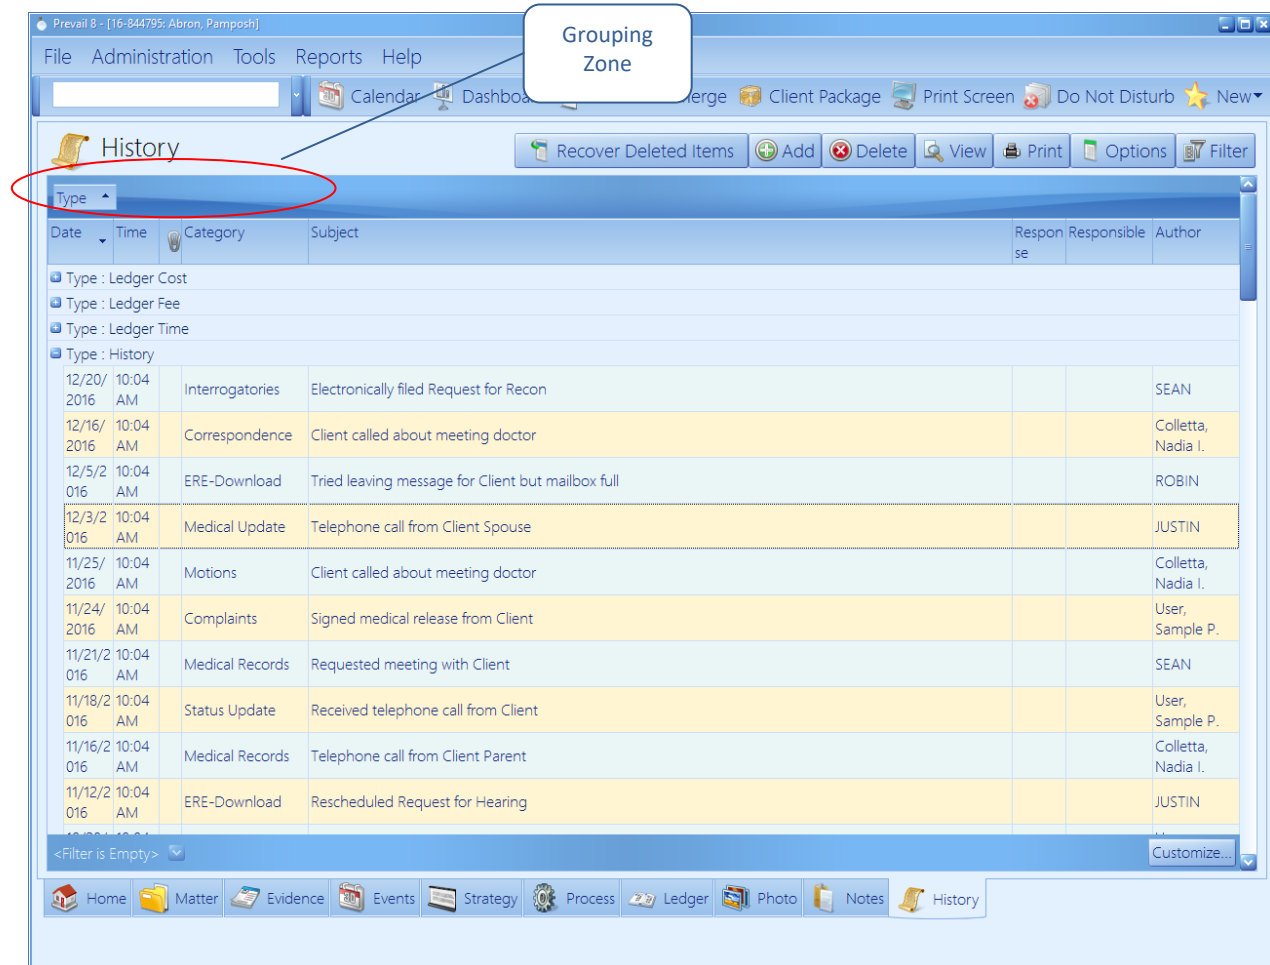 Prevail 8 - [16-844795: Abron, Pamposh]
Grouping
Zone
File Administration Tools Reports Help
Calendar Dashboa erge Client Package Print Screen Do Not Disturb New
History
Recover Deleted Items Add Delete View Print Options Filter
Type
Date Time Category Subject Respon Responsible Author
se
Type : Ledger Cost
Type : Ledger Fee
Type : Ledger Time
Type : History
12/20/ 10:04
2016 AM Interrogatories Electronically filed Request for Recon SEAN
12/16/ 10:04 Colletta,
2016 AM Correspondence Client called about meeting doctor Nadia I.
12/5/2 10:04
016 AM ERE-Download Tried leaving message for Client but mailbox full ROBIN
12/3/2 10:04
016 AM Medical Update Telephone call from Client Spouse JUSTIN
11/25/ 10:04 Colletta,
2016 AM Motions Client called about meeting doctor Nadia I.
11/24/ 10:04 User,
2016 AM Complaints Signed medical release from Client Sample P.
11/21/2 10:04
016 AM Medical Records Requested meeting with Client SEAN
11/18/2 10:04 User,
016 AM Status Update Received telephone call from Client Sample P.
11/16/2 10:04 Colletta,
016 AM Medical Records Telephone call from Client Parent Nadia I.
11/12/2 10:04
016 AM ERE-Download Rescheduled Request for Hearing JUSTIN
<Filter is Empty> Customize...
Home Matter Evidence Events Strategy Process Ledger Photo Notes History